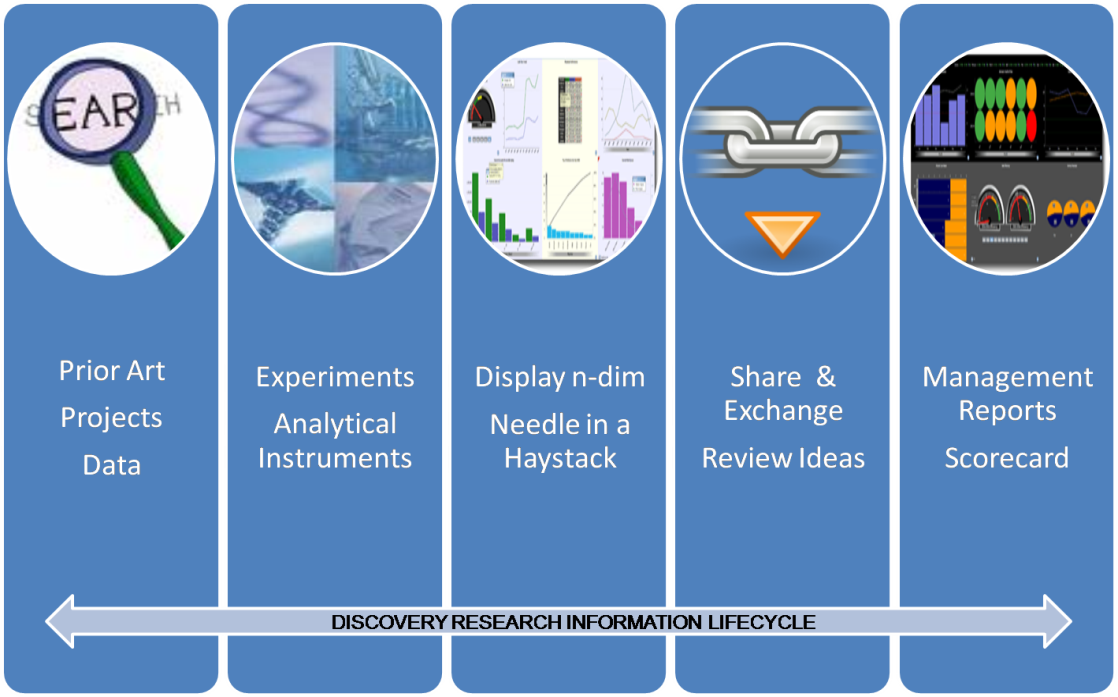 SEARCH
Prior Art
Projects
Data
Experiments
Analytical
Instruments
Display n-dim
Needle in a
Haystack
Share & 
Exchange
Review Ideas
Management
Reports
Scorecard
DISCOVERY RESEARCH INFORMATION LIFECYCLE